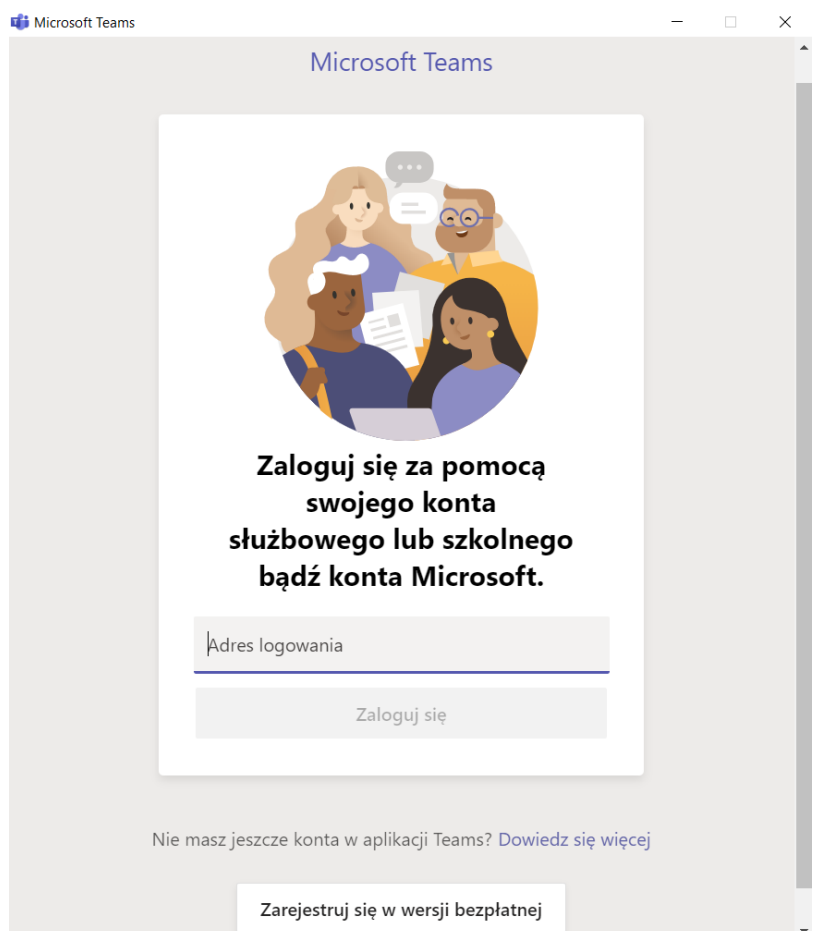 Microsoft Teams
Microsoft Teams
Zaloguj się za pomocą
swojego konta
służbowego lub szkolnego
bądź konta Microsoft.
Adres logowania
Zaloguj się
Nie masz jeszcze konta w aplikacji Teams? Dowiedz się więcej
Zarejestruj się w wersji bezpłatnej